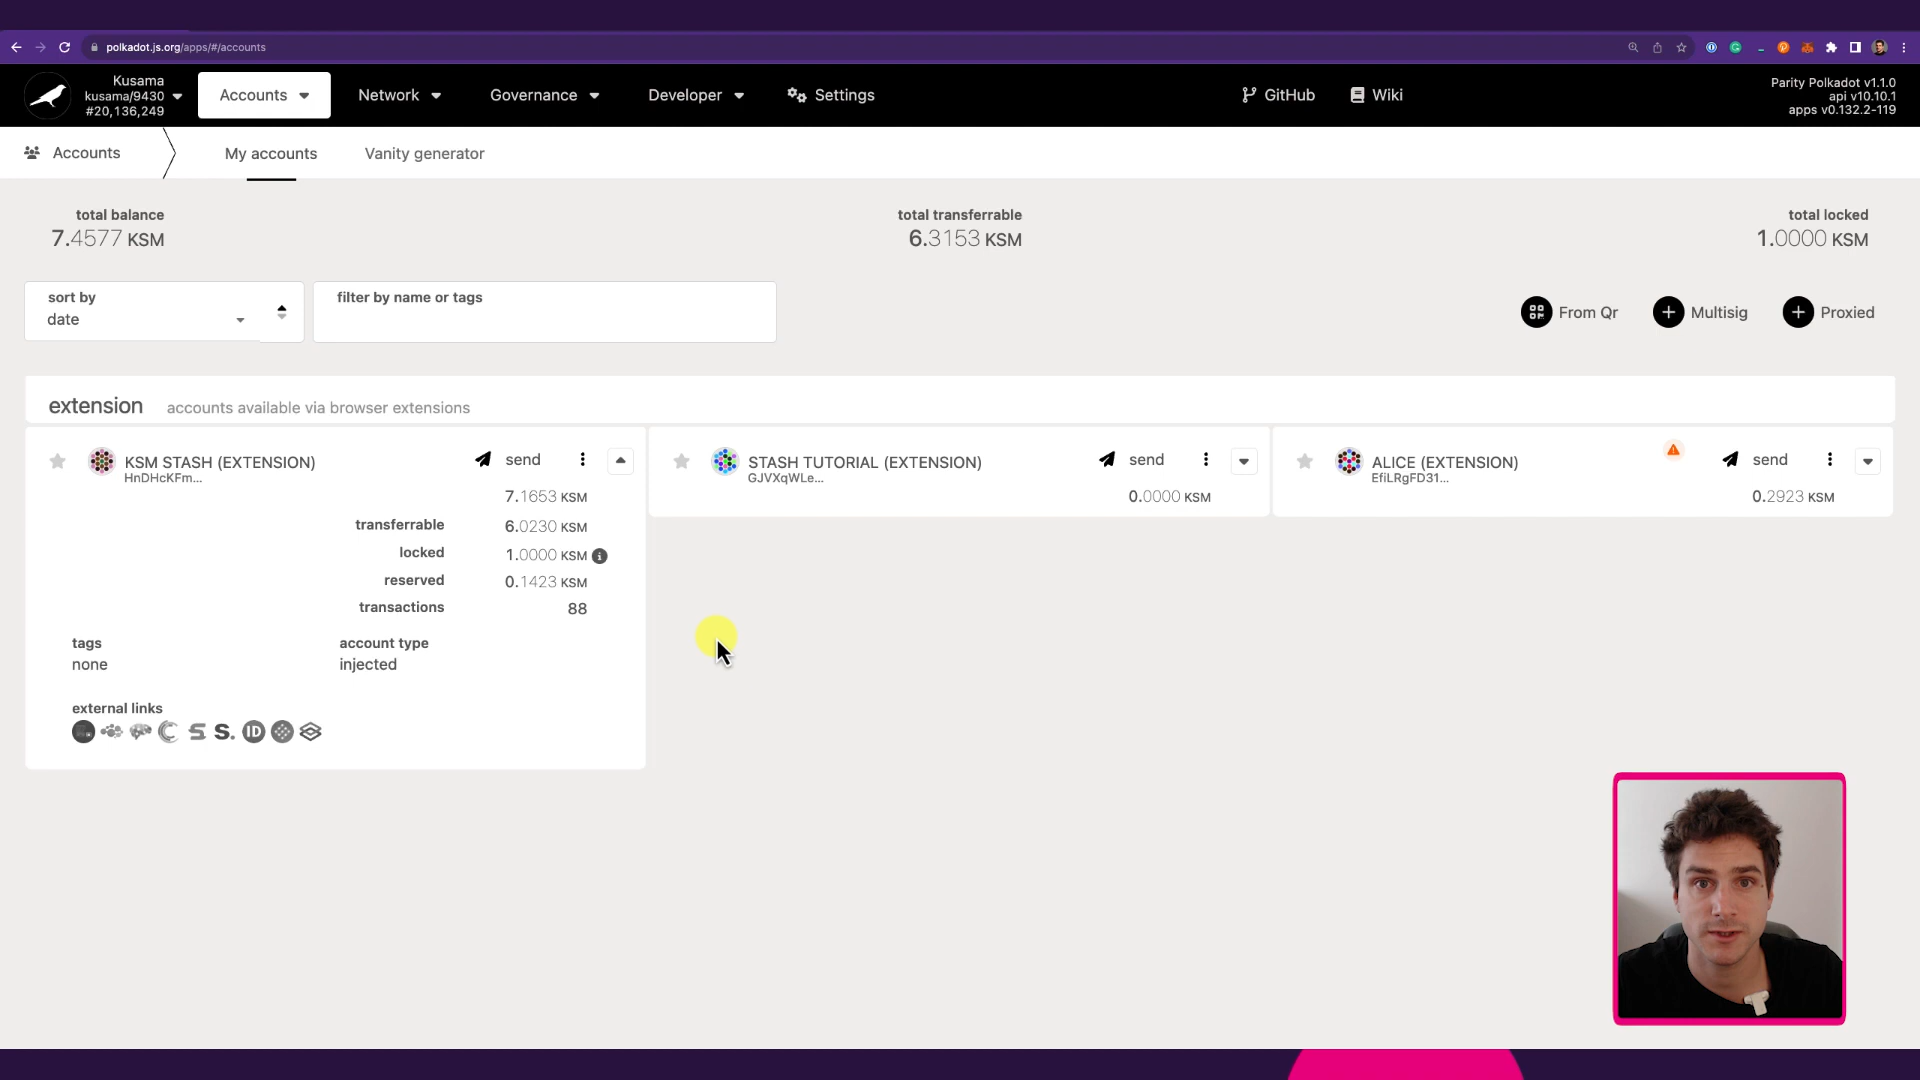 polkadot.js.org/apps/#/accounts
Kusama
kusama/9430
#20,136,249
Accounts
Network
Governance
Developer
Settings
GitHub
Wiki
Parity Polkadot v1.1.0
api v10.10.1
apps v0.132.2-119
Accounts
My accounts
Vanity generator
total balance
7.4577 KSM
total transferrable
6.3153 KSM
total locked
1.0000 KSM
sort by
date
filter by name or tags
From Qr
Multisig
Proxied
extension accounts available via browser extensions
KSM STASH (EXTENSION)
HnDHcKFm...
send
7.1653 KSM
transferrable 6.0230 KSM
locked 1.0000 KSM
reserved 0.1423 KSM
transactions 88
tags
none
account type
injected
external links
S.
ID
STASH TUTORIAL (EXTENSION)
GJVXqWLe...
send
0.0000 KSM
ALICE (EXTENSION)
EfiLRgFD31...
send
0.2923 KSM